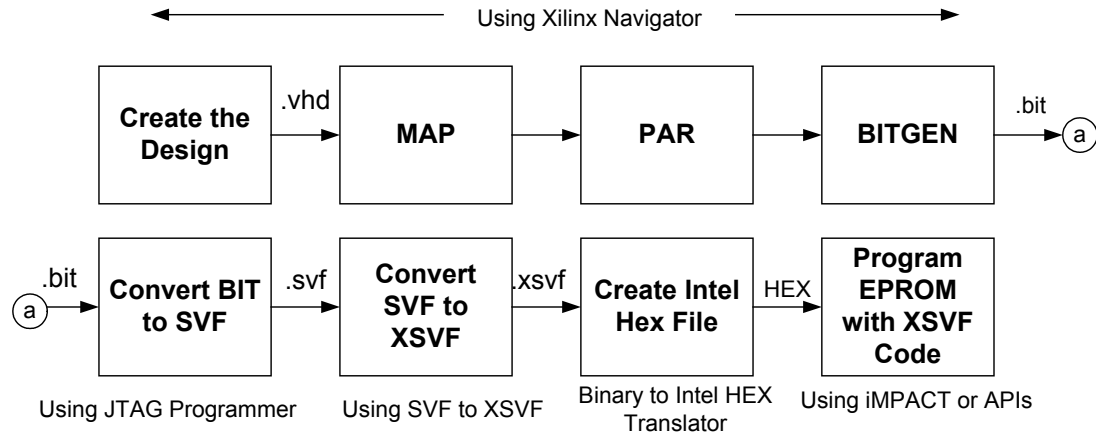 Using Xilinx Navigator
Create the
Design
.vhd
MAP
PAR
BITGEN
.bit
a
a
.bit
Convert BIT
to SVF
.svf
Convert
SVF to
XSVF
.xsvf
Create Intel
Hex File
HEX
Program
EPROM
with XSVF
Code
Using JTAG Programmer
Using SVF to XSVF
Binary to Intel HEX
Translator
Using iMPACT or APIs